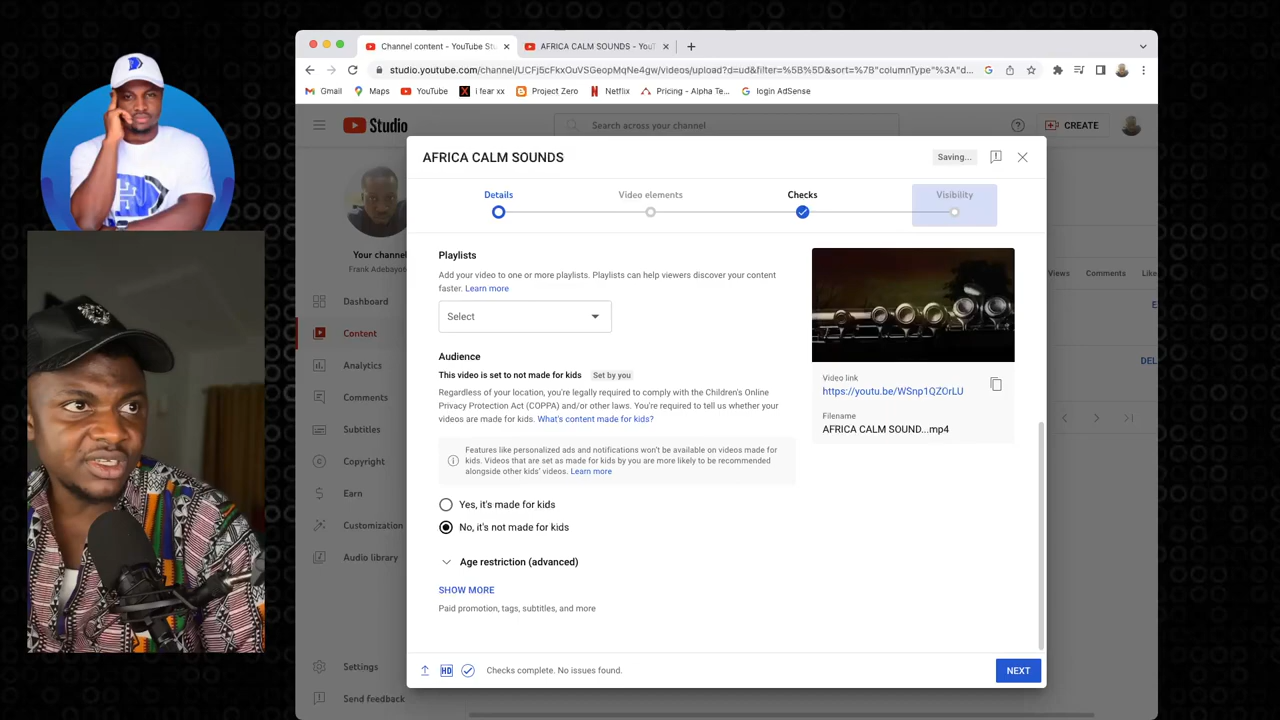 Channel content - YouTube Stu
AFRICA CALM SOUNDS - YouT
studio.youtube.com/channel/UCFj5cFkxOuVSGeopMqNe4gw/videos/upload?d=ud&filter=%5B%5D&sort=%7B"columnType"%3A"d...
Gmail
Maps
YouTube
i fear xx
Project Zero
Netflix
Pricing - Alpha Te...
login AdSense
Studio
Search across your channel
CREATE
AFRICA CALM SOUNDS
Saving...
Details
Video elements
Checks
Visibility
Your channel
Frank Adebayo
Dashboard
Content
Analytics
Comments
Subtitles
Copyright
Earn
Customization
Audio library
Settings
Send feedback
Playlists
Add your video to one or more playlists. Playlists can help viewers discover your content
faster. Learn more
Select
Audience
This video is set to not made for kids Set by you
Regardless of your location, you're legally required to comply with the Children's Online
Privacy Protection Act (COPPA) and/or other laws. You're required to tell us whether your
videos are made for kids. What's content made for kids?
Features like personalized ads and notifications won't be available on videos made for
kids. Videos that are set as made for kids by you are more likely to be recommended
alongside other kids' videos. Learn more
Yes, it's made for kids
No, it's not made for kids
Age restriction (advanced)
SHOW MORE
Paid promotion, tags, subtitles, and more
Video link
https://youtu.be/WSnp1QZOrLU
Filename
AFRICA CALM SOUND...mp4
Views
Comments
Like
DEL
HD
Checks complete. No issues found.
NEXT